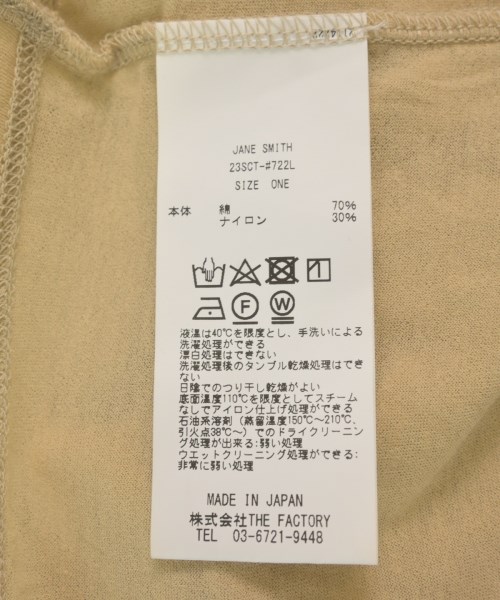 JANE SMITH
23SCT-#722L
SIZE ONE
本体 綿 70%
ナイロン 30%
F W
液温は40℃を限度とし、手洗いによる
洗濯処理ができる
漂白処理はできない
洗濯処理後のタンブル乾燥処理はでき
ない
日陰でのつり干し乾燥がよい
底面温度110℃を限度としてスチーム
なしでアイロン仕上げ処理ができる
石油系溶剤（蒸留温度150℃〜210℃、
引火点38℃〜）でのドライクリーニン
グ処理が出来る:弱い処理
ウエットクリーニング処理ができる:
非常に弱い処理
MADE IN JAPAN
株式会社THE FACTORY
TEL 03-6721-9448